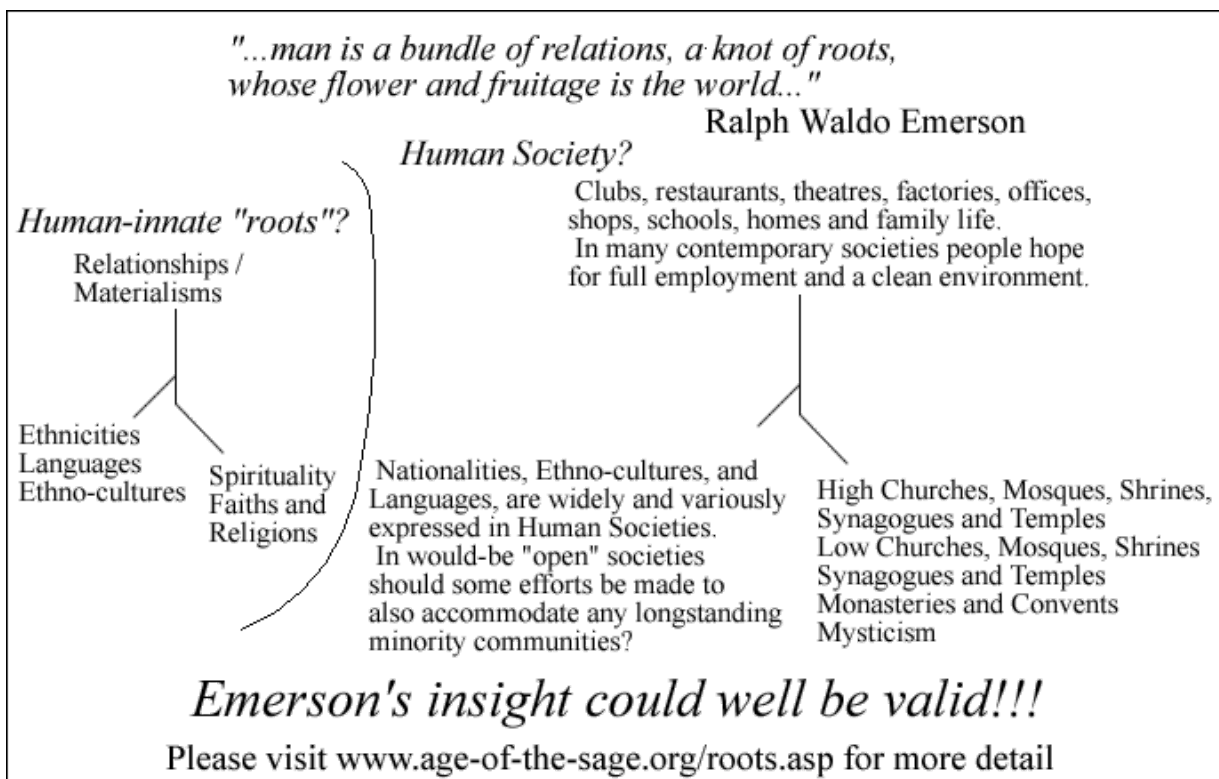 "...man is a bundle of relations, a knot of roots,
whose flower and fruitage is the world..."
Ralph Waldo Emerson
Human-innate "roots"?
Relationships /
Materialisms
Ethnicities
Languages
Ethno-cultures
Spirituality
Faiths and
Religions
Human Society?
Clubs, restaurants, theatres, factories, offices,
shops, schools, homes and family life.
In many contemporary societies people hope
for full employment and a clean environment.
Nationalities, Ethno-cultures, and
Languages, are widely and variously
expressed in Human Societies.
In would-be "open" societies
should some efforts be made to
also accommodate any longstanding
minority communities?
High Churches, Mosques, Shrines,
Synagogues and Temples
Low Churches, Mosques, Shrines
Synagogues and Temples
Monasteries and Convents
Mysticism
Emerson's insight could well be valid!!!
Please visit www.age-of-the-sage.org/roots.asp for more detail